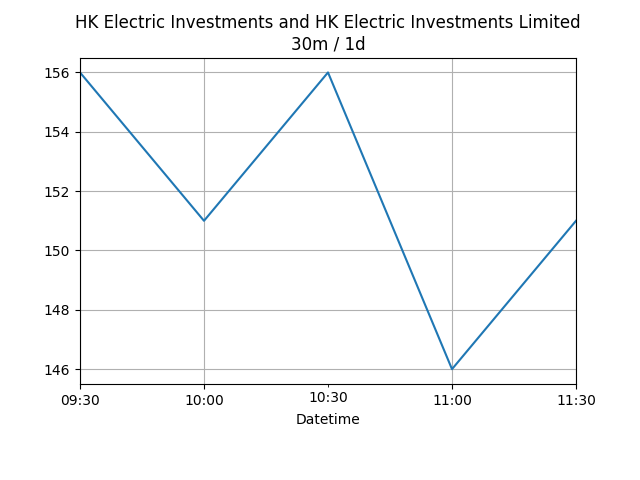 HK Electric Investments and HK Electric Investments Limited
30m / 1d
156
154
152
150
148
146
09:30 10:00 10:30 11:00 11:30
Datetime